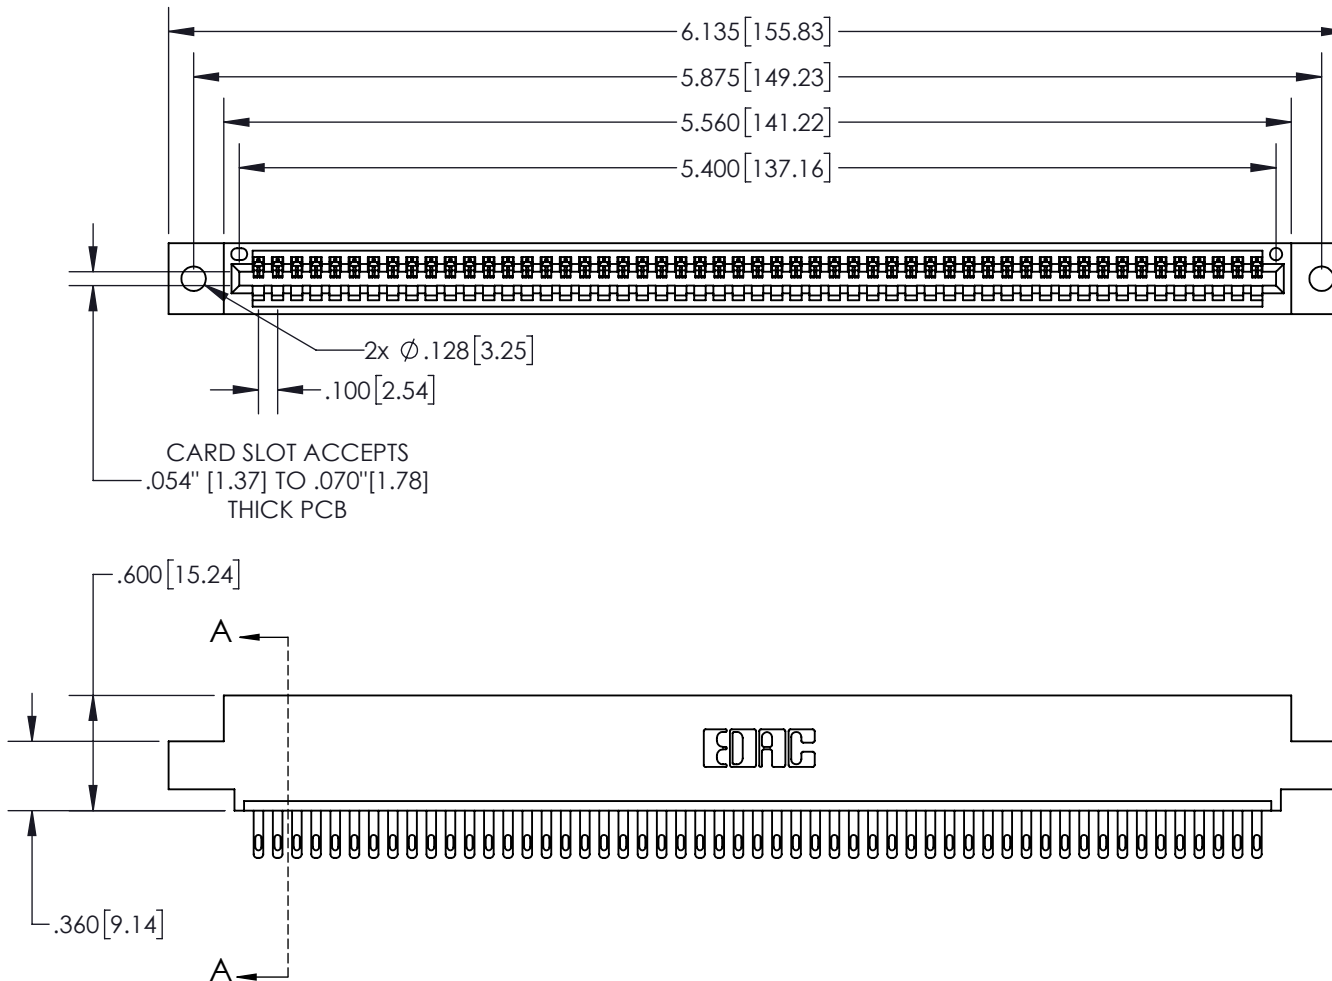 6.135[155.83]
5.875[149.23]
5.560[141.22]
5.400[137.16]
2x Ø.128[3.25]
.100[2.54]
CARD SLOT ACCEPTS
.054" [1.37] TO .070"[1.78]
THICK PCB
.600[15.24]
A
EDAC
.360[9.14]
A